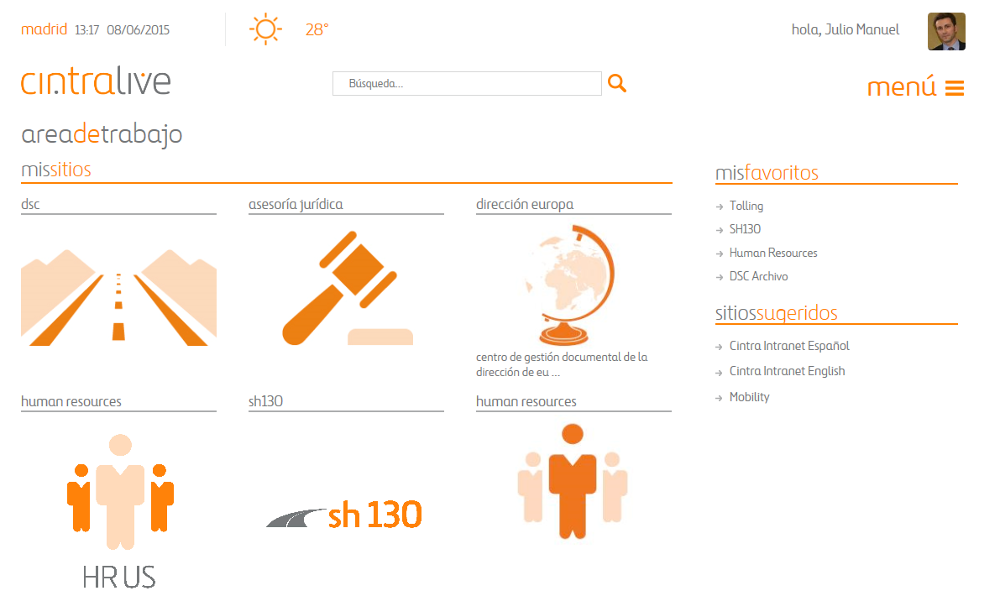 madrid 13:17 08/06/2015
28°
hola, Julio Manuel
cintralive
Búsqueda...
menú
areadetrabajo
missitios
dsc
asesoría jurídica
dirección europa
centro de gestión documental de la
dirección de eu ...
human resources
sh130
human resources
HR US
sh 130
misfavoritos
Tolling
SH130
Human Resources
DSC Archivo
sitiossugeridos
Cintra Intranet Español
Cintra Intranet English
Mobility